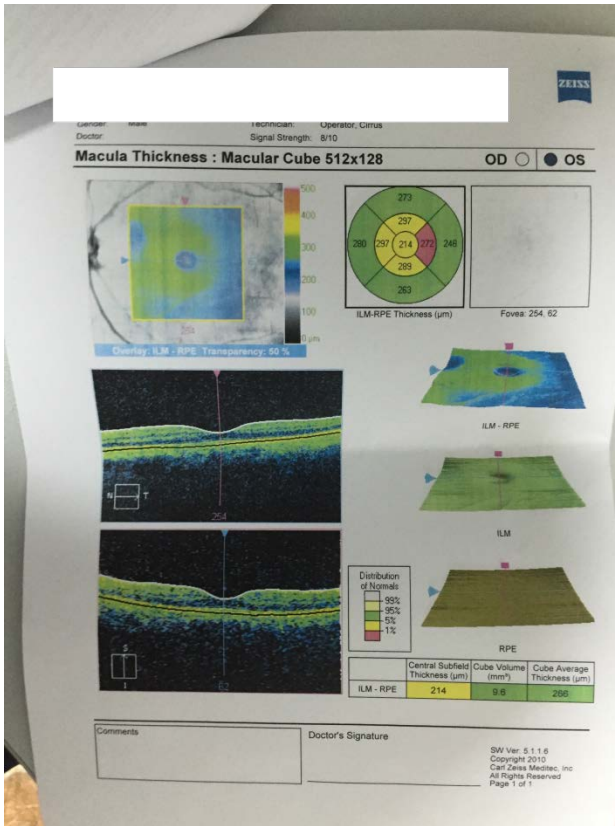 ZEISS
Gender: Male Technician: Operator, Cirrus
Doctor: Signal Strength: 8/10
Macula Thickness : Macular Cube 512x128 OD OS
500
400
300
200
100
0 µm
254
Overlay: ILM - RPE Transparency: 50 %
273
297
280 297 214 272 248
289
263
ILM-RPE Thickness (µm)
Fovea: 254, 62
ILM - RPE
N T
254
ILM
Distribution
of Normals
99%
95%
5%
1%
S
I
62
RPE
Central Subfield Thickness (µm) Cube Volume (mm³) Cube Average Thickness (µm)
ILM - RPE 214 9.6 266
Comments
Doctor's Signature
SW Ver: 5.1.1.6
Copyright 2010
Carl Zeiss Meditec, Inc
All Rights Reserved
Page 1 of 1